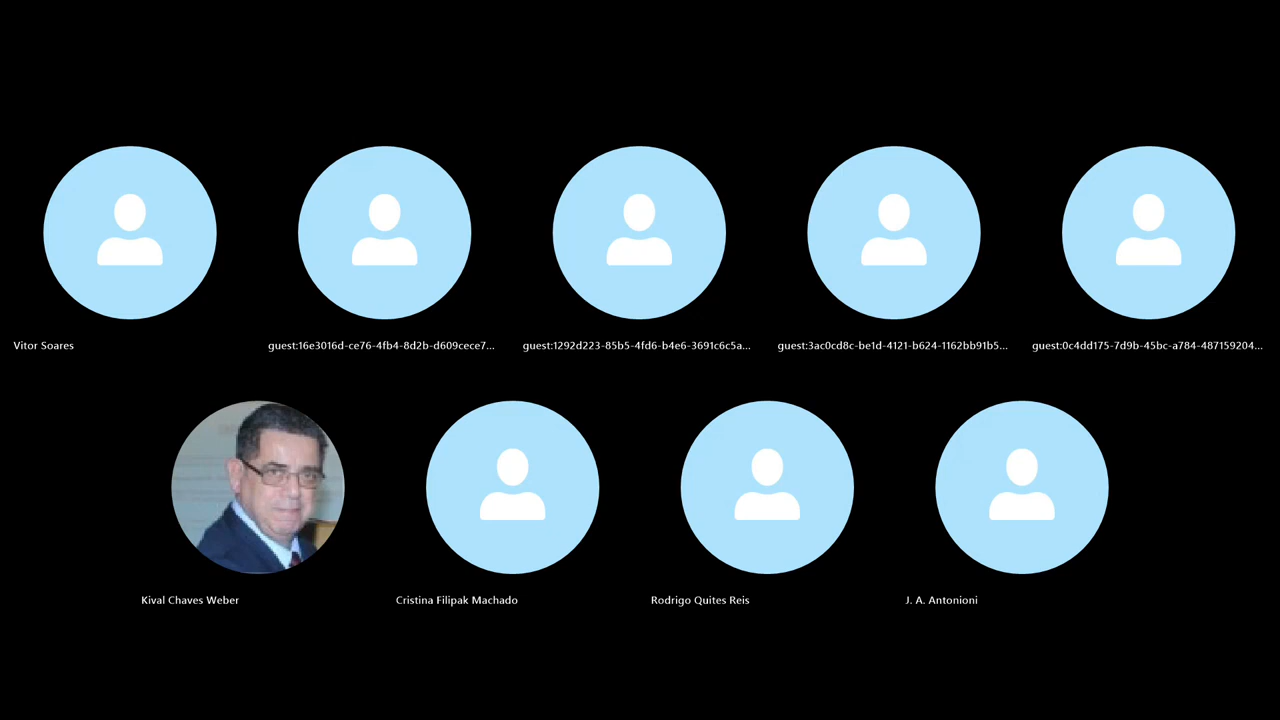 Vitor Soares
guest:16e3016d-ce76-4fb4-8d2b-d609cece7...
guest:1292d223-85b5-4fd6-b4e6-3691c6c5a...
guest:3ac0cd8c-be1d-4121-b624-1162bb91b5...
guest:0c4dd175-7d9b-45bc-a784-487159204...
Kival Chaves Weber
Cristina Filipak Machado
Rodrigo Quites Reis
J. A. Antonioni